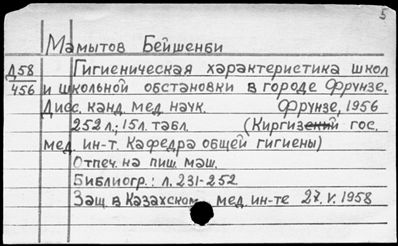 5
Мамытов Бейшенби
Д58 Гигиеническая характеристика школ
456 и школьной обстановки в городе Фрунзе.
Дисс. канд. мед. наук. Фрунзе, 1956
252 л.; 15 л. табл. (Киргизский гос.
мед. ин-т. Кафедра общей гигиены)
Отпеч. на пиш. маш.
Библиогр.: л. 231-252
Защ. в Казахском мед. ин-те 27.V.1958